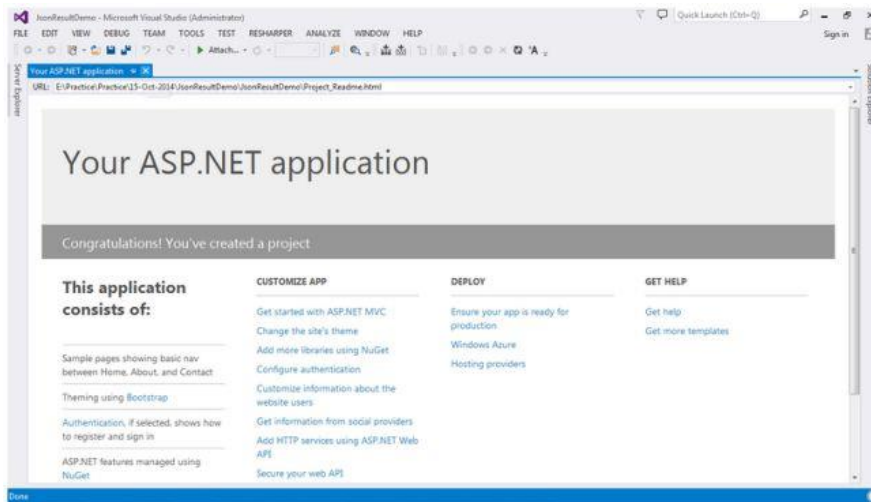 JsonResultDemo - Microsoft Visual Studio (Administrator)
Quick Launch (Ctrl+Q)
FILE EDIT VIEW DEBUG TEAM TOOLS TEST RESHARPER ANALYZE WINDOW HELP
Sign in
Attach...
Server Explorer
Your ASP.NET application
Solution Explorer
URL: E:\Practice\Practice\15-Oct-2014\JsonResultDemo\JsonResultDemo\Project_Readme.html
Your ASP.NET application
Congratulations! You've created a project
This application
consists of:
Sample pages showing basic nav
between Home, About, and Contact
Theming using Bootstrap
Authentication, if selected, shows how
to register and sign in
ASP.NET features managed using
NuGet
CUSTOMIZE APP
Get started with ASP.NET MVC
Change the site's theme
Add more libraries using NuGet
Configure authentication
Customize information about the
website users
Get information from social providers
Add HTTP services using ASP.NET Web
API
Secure your web API
DEPLOY
Ensure your app is ready for
production
Windows Azure
Hosting providers
GET HELP
Get help
Get more templates
Done